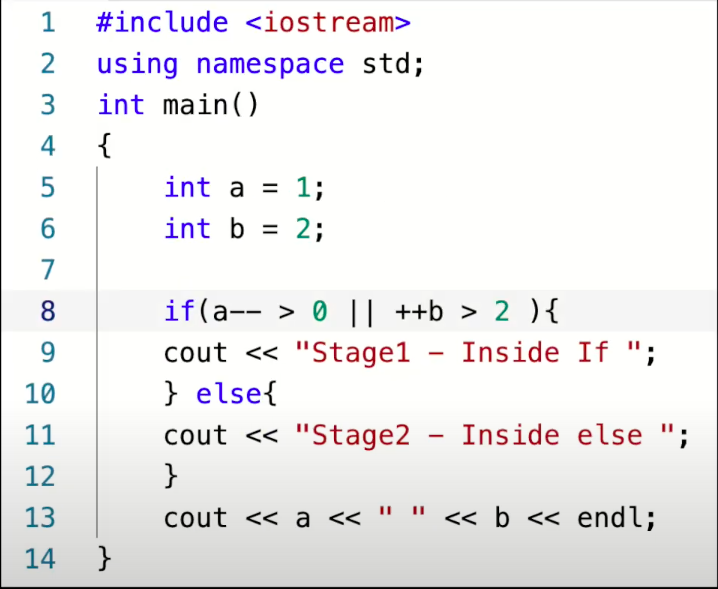 1 #include <iostream>
2 using namespace std;
3 int main()
4 {
5 int a = 1;
6 int b = 2;
7
8 if(a-- > 0 || ++b > 2 ){
9 cout << "Stage1 - Inside If ";
10 } else{
11 cout << "Stage2 - Inside else ";
12 }
13 cout << a << " " << b << endl;
14 }